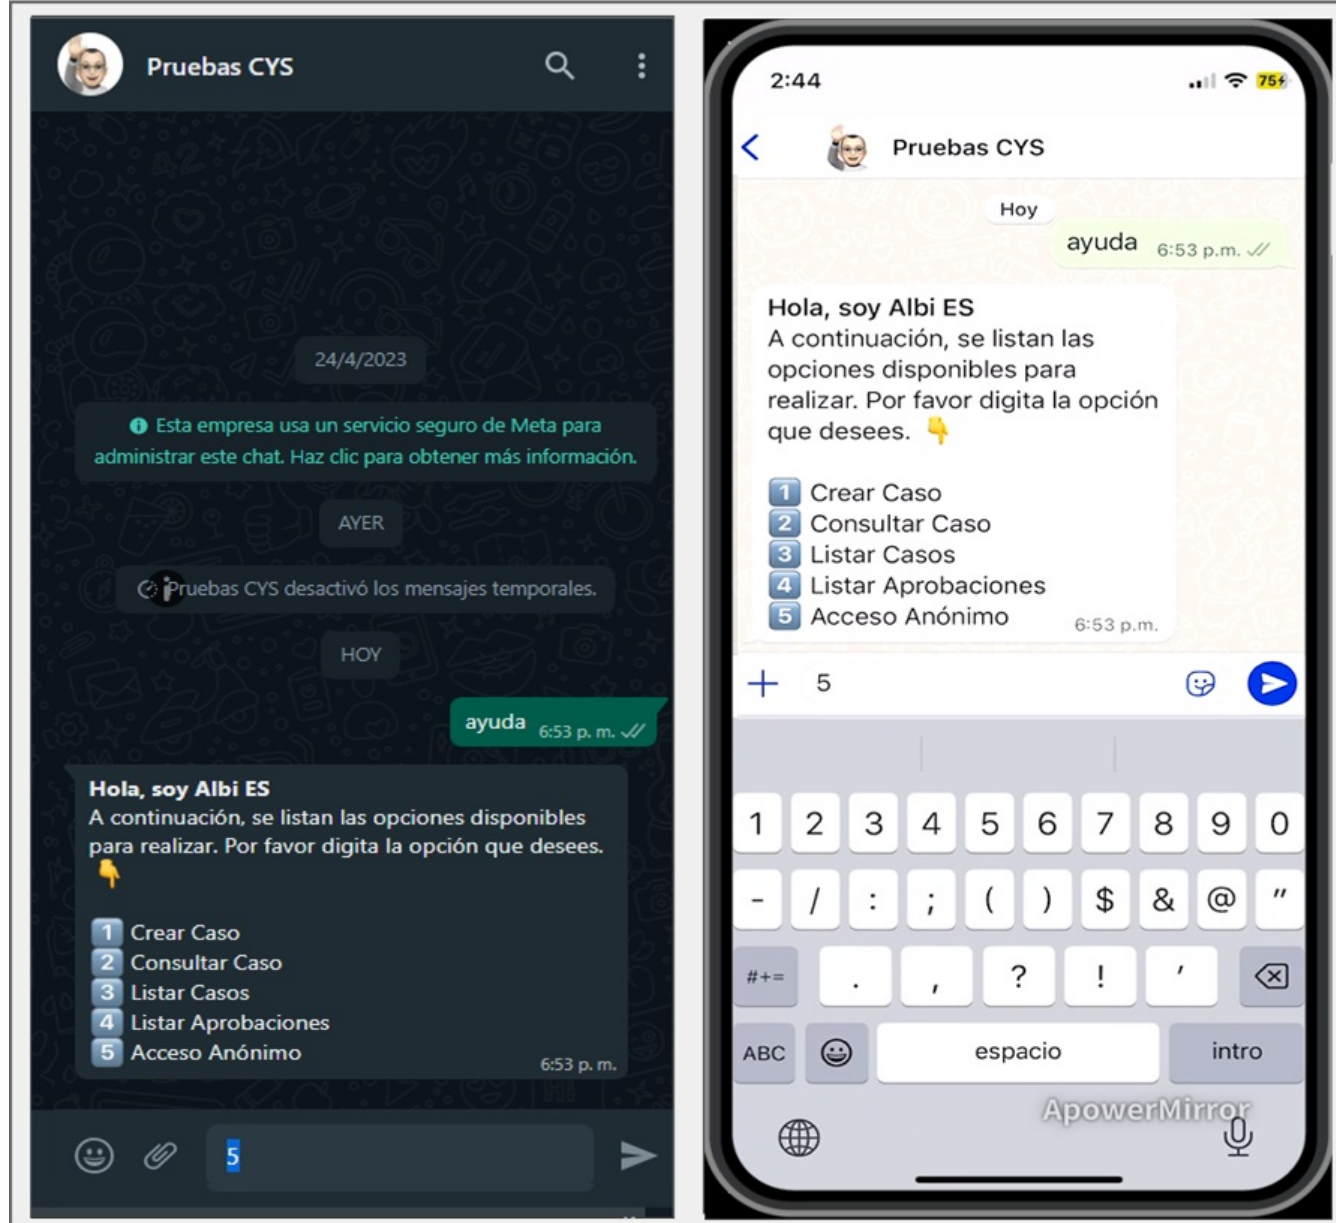 Pruebas CYS
24/4/2023
Esta empresa usa un servicio seguro de Meta para
administrar este chat. Haz clic para obtener más información.
AYER
Pruebas CYS desactivó los mensajes temporales.
HOY
ayuda 6:53 p. m.
Hola, soy Albi ES
A continuación, se listan las opciones disponibles
para realizar. Por favor digita la opción que desees.
👇
1 Crear Caso
2 Consultar Caso
3 Listar Casos
4 Listar Aprobaciones
5 Acceso Anónimo
6:53 p. m.
5
2:44
75
Pruebas CYS
Hoy
ayuda 6:53 p.m.
Hola, soy Albi ES
A continuación, se listan las
opciones disponibles para
realizar. Por favor digita la opción
que desees. 👇
1 Crear Caso
2 Consultar Caso
3 Listar Casos
4 Listar Aprobaciones
5 Acceso Anónimo 6:53 p.m.
5
1 2 3 4 5 6 7 8 9 0
- / : ; ( ) $ & @ "
#+= . , ? ! '
ABC espacio intro
ApowerMirror